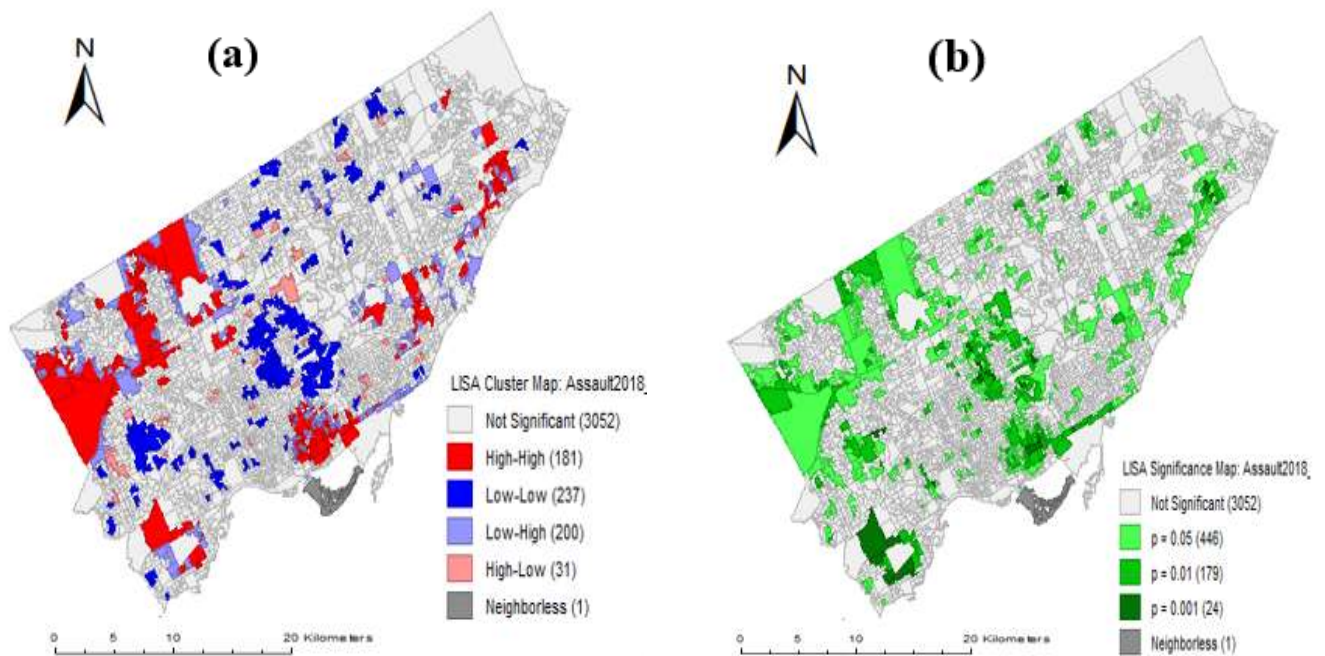 N
(a)
LISA Cluster Map: Assault2018_
Not Significant (3052)
High-High (181)
Low-Low (237)
Low-High (200)
High-Low (31)
Neighborless (1)
0 5 10 20 Kilometers
N
(b)
LISA Significance Map: Assault2018_
Not Significant (3052)
p = 0.05 (446)
p = 0.01 (179)
p = 0.001 (24)
Neighborless (1)
0 5 10 20 Kilometers